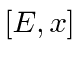 [E, x]